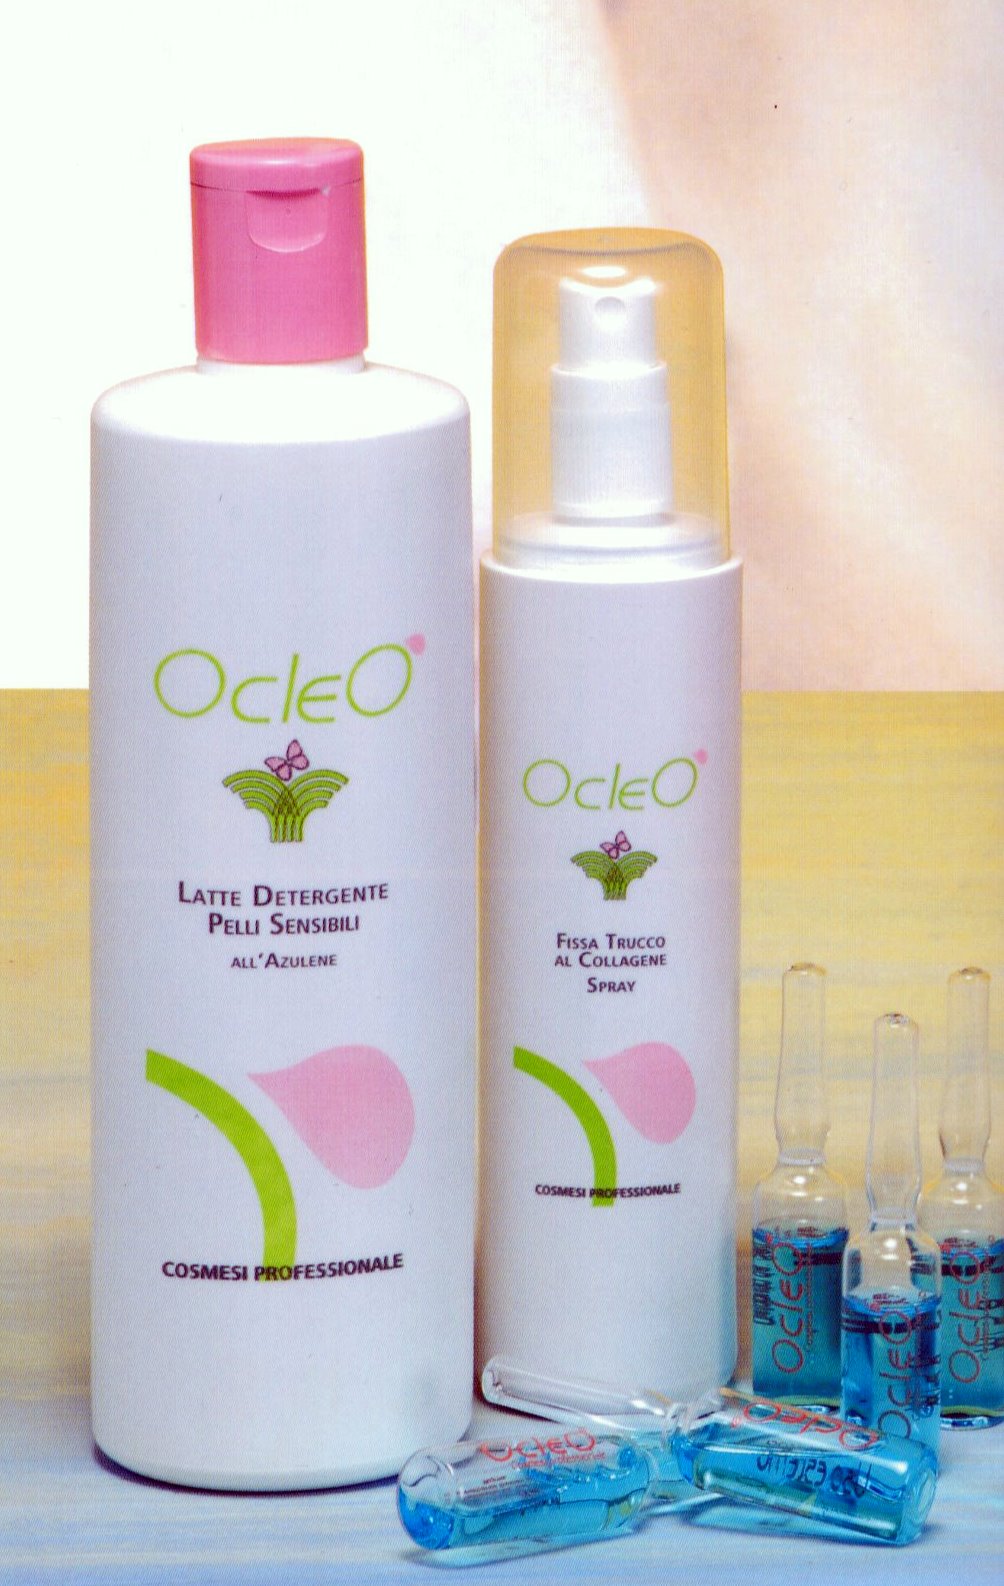 OcleO
LATTE DETERGENTE
PELLI SENSIBILI
ALL'AZULENE
COSMESI PROFESSIONALE
OcleO
FISSA TRUCCO
AL COLLAGENE
SPRAY
COSMESI PROFESSIONALE
OcleO
OcleO
OcleO
OcleO
OcleO